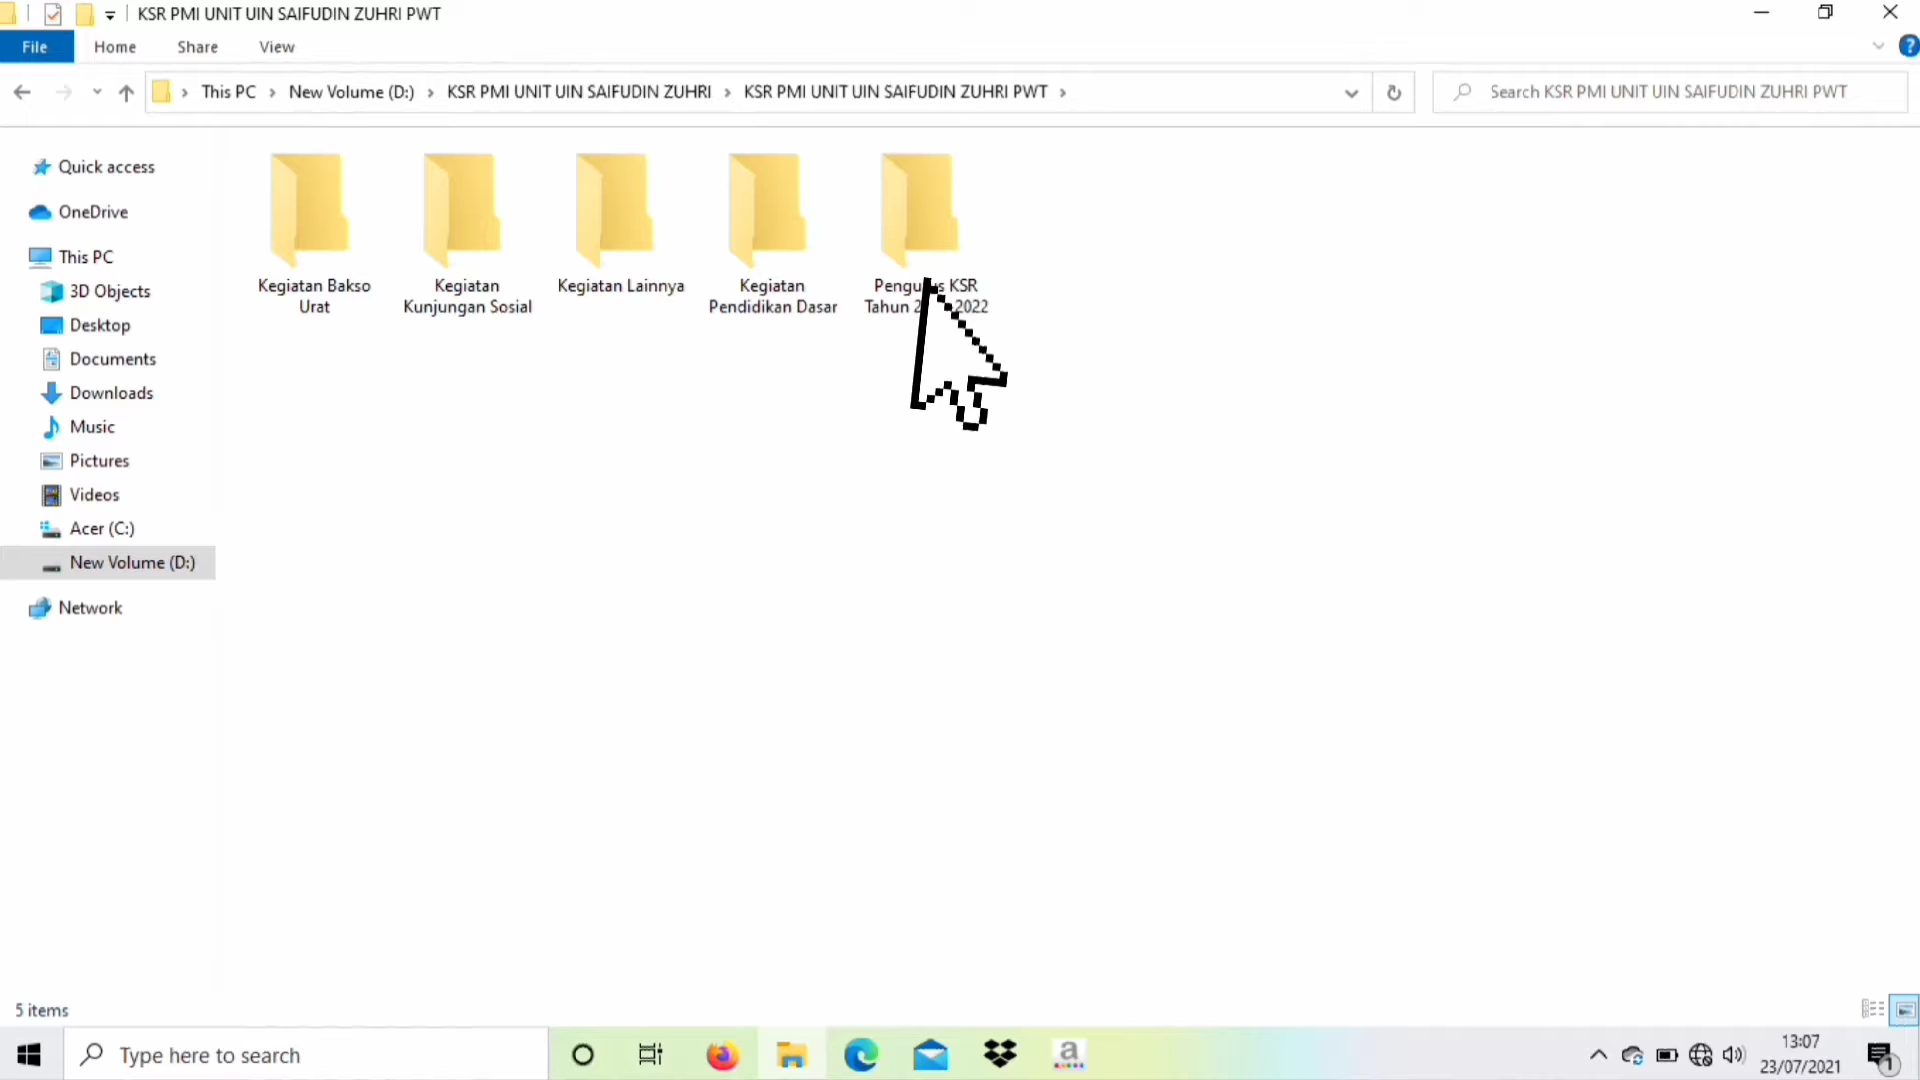 KSR PMI UNIT UIN SAIFUDIN ZUHRI PWT
File Home Share View
This PC New Volume (D:) KSR PMI UNIT UIN SAIFUDIN ZUHRI KSR PMI UNIT UIN SAIFUDIN ZUHRI PWT
Search KSR PMI UNIT UIN SAIFUDIN ZUHRI PWT
Quick access
OneDrive
This PC
3D Objects
Desktop
Documents
Downloads
Music
Pictures
Videos
Acer (C:)
New Volume (D:)
Network
Kegiatan Bakso
Urat
Kegiatan
Kunjungan Sosial
Kegiatan Lainnya
Kegiatan
Pendidikan Dasar
KSR
Tahun 2022
5 items
Type here to search
a
13:07
23/07/2021
1